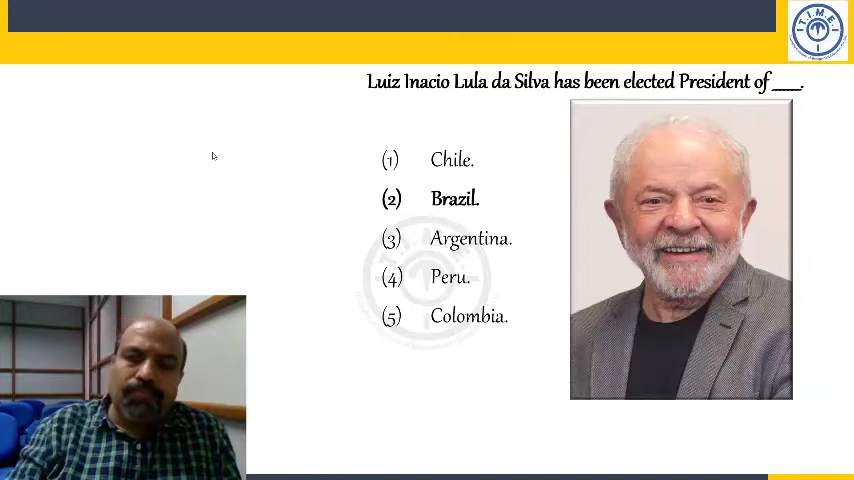 T.I.M.E.
Luiz Inacio Lula da Silva has been elected President of ____.
(1) Chile.
(2) Brazil.
(3) Argentina.
(4) Peru.
(5) Colombia.
T.I.M.E.